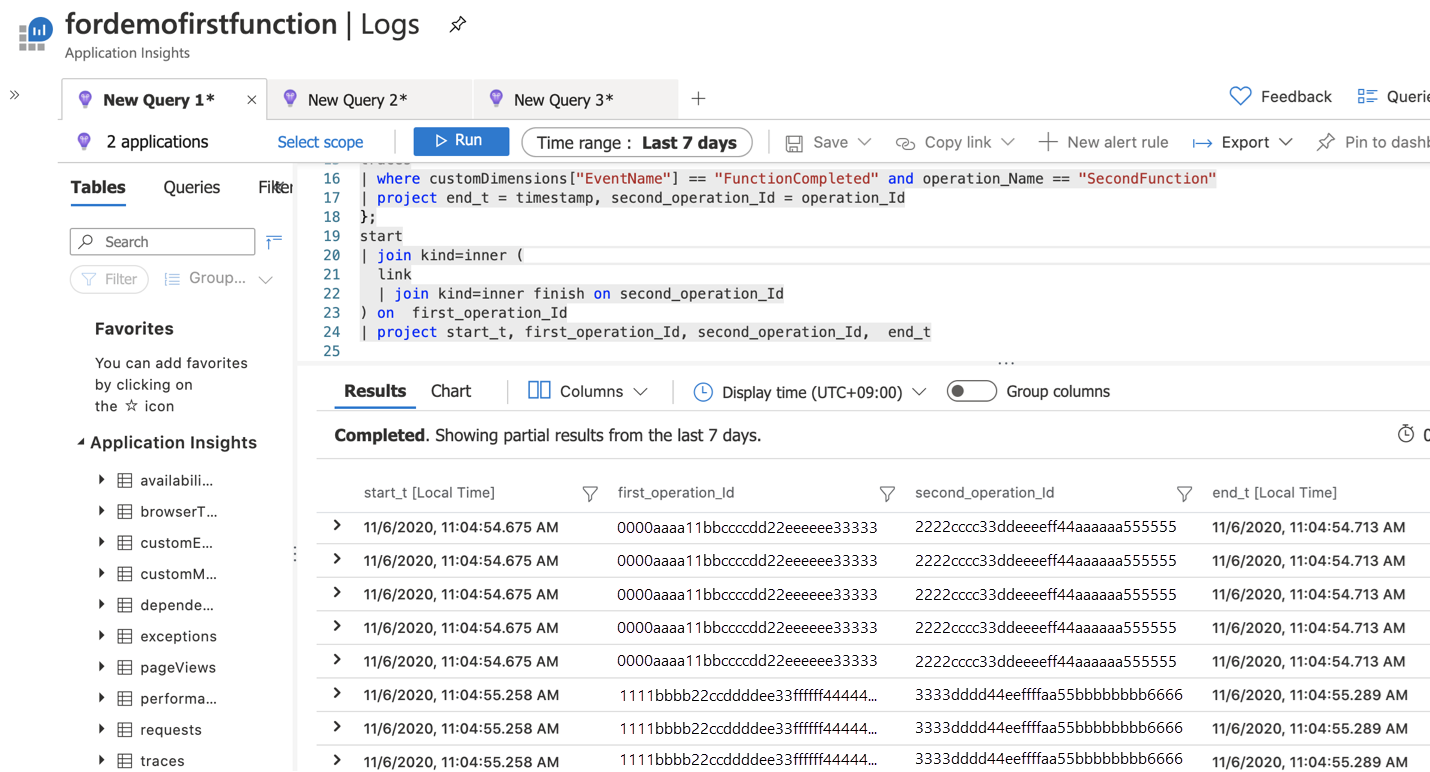 fordemofirstfunction | Logs
Application Insights
»
New Query 1* ×
New Query 2*
New Query 3*
+
Feedback
Querie
2 applications
Select scope
Run
Time range : Last 7 days
Save
Copy link
New alert rule
Export
Pin to dashb
Tables
Queries
Filter
«
Search
Filter
Group...
Favorites
You can add favorites
by clicking on
the ☆ icon
Application Insights
availabili...
browserT...
customE...
customM...
depende...
exceptions
pageViews
performa...
requests
traces
16 | where customDimensions["EventName"] == "FunctionCompleted" and operation_Name == "SecondFunction"
17 | project end_t = timestamp, second_operation_Id = operation_Id
18 };
19 start
20 | join kind=inner (
21 link
22 | join kind=inner finish on second_operation_Id
23 ) on first_operation_Id
24 | project start_t, first_operation_Id, second_operation_Id, end_t
25
...
Results
Chart
Columns
Display time (UTC+09:00)
Group columns
Completed. Showing partial results from the last 7 days.
0
start_t [Local Time] first_operation_Id second_operation_Id end_t [Local Time]
11/6/2020, 11:04:54.675 AM 0000aaaa11bbccccdd22eeeeee33333 2222cccc33ddeeeeff44aaaaaa555555 11/6/2020, 11:04:54.713 AM
11/6/2020, 11:04:54.675 AM 0000aaaa11bbccccdd22eeeeee33333 2222cccc33ddeeeeff44aaaaaa555555 11/6/2020, 11:04:54.713 AM
11/6/2020, 11:04:54.675 AM 0000aaaa11bbccccdd22eeeeee33333 2222cccc33ddeeeeff44aaaaaa555555 11/6/2020, 11:04:54.713 AM
11/6/2020, 11:04:54.675 AM 0000aaaa11bbccccdd22eeeeee33333 2222cccc33ddeeeeff44aaaaaa555555 11/6/2020, 11:04:54.713 AM
11/6/2020, 11:04:54.675 AM 0000aaaa11bbccccdd22eeeeee33333 2222cccc33ddeeeeff44aaaaaa555555 11/6/2020, 11:04:54.713 AM
11/6/2020, 11:04:55.258 AM 1111bbbb22ccddddee33ffffff44444... 3333dddd44eeffffaa55bbbbbbbb6666 11/6/2020, 11:04:55.289 AM
11/6/2020, 11:04:55.258 AM 1111bbbb22ccddddee33ffffff44444... 3333dddd44eeffffaa55bbbbbbbb6666 11/6/2020, 11:04:55.289 AM
11/6/2020, 11:04:55.258 AM 1111bbbb22ccddddee33ffffff44444... 3333dddd44eeffffaa55bbbbbbbb6666 11/6/2020, 11:04:55.289 AM